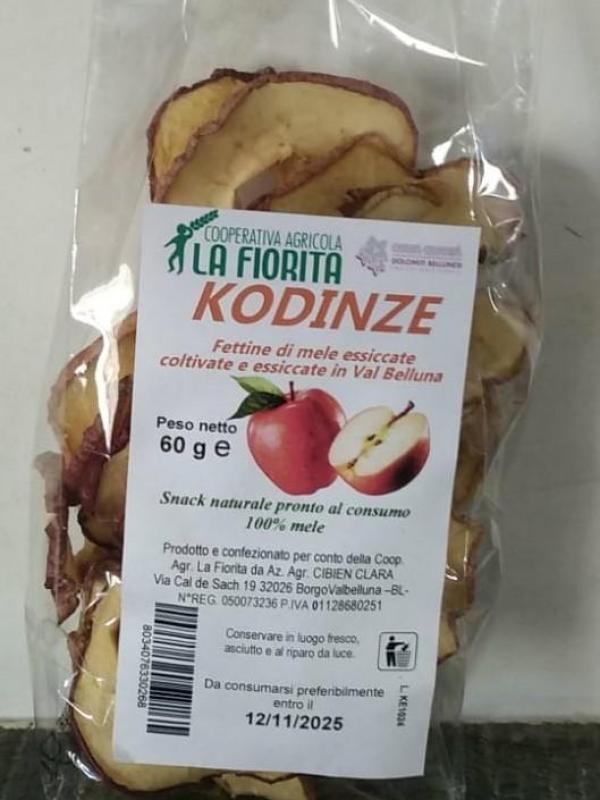 COOPERATIVA AGRICOLA
LA FIORITA
DOLOMITI BELLUNESI
KODINZE
Fettine di mele essiccate
coltivate e essiccate in Val Belluna
Peso netto
60 g e
Snack naturale pronto al consumo
100% mele
Prodotto e confezionato per conto della Coop.
Agr. La Fiorita da Az. Agr. CIBIEN CLARA
Via Cal de Sach 19 32026 BorgoValbelluna –BL-
N°REG. 050073236 P.IVA 01128680251
Conservare in luogo fresco,
asciutto e al riparo da luce.
8034076330268
Da consumarsi preferibilmente
entro il
12/11/2025
L. KE1034